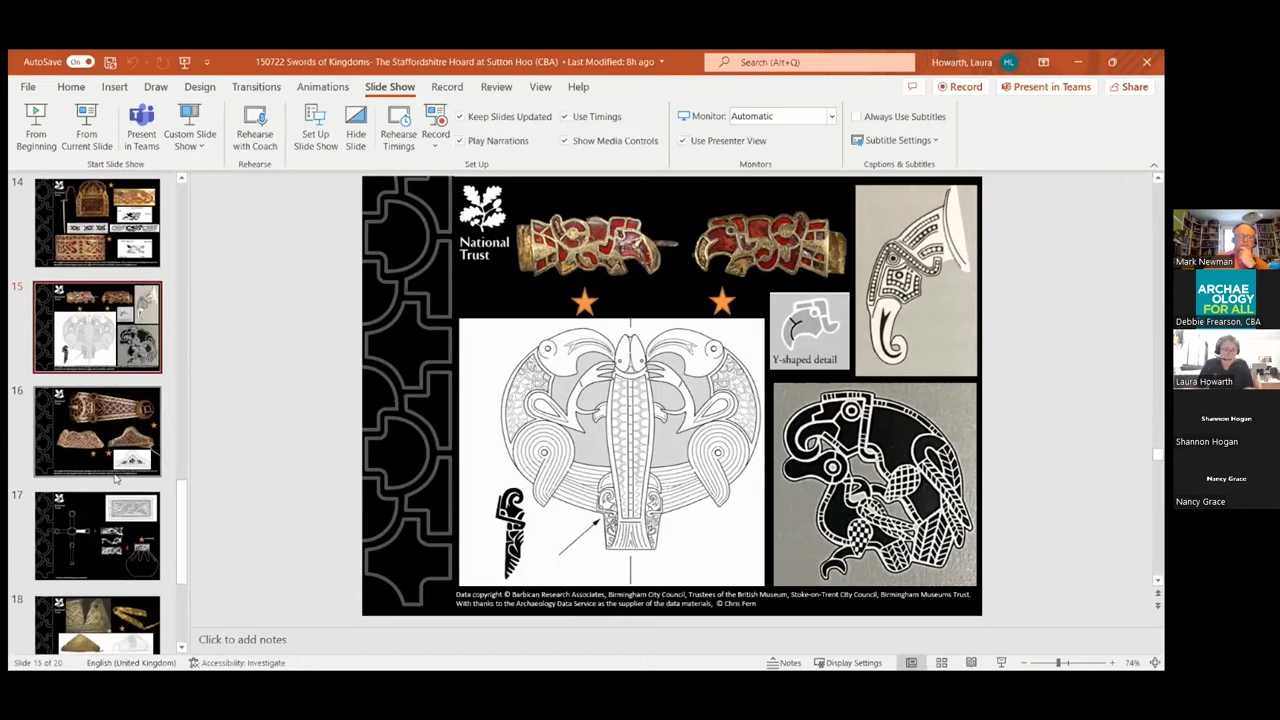 AutoSave On
150722 Swords of Kingdoms- The Staffordshitre Hoard at Sutton Hoo (CBA) • Last Modified: 8h ago
Search (Alt+Q)
Howarth, Laura HL
File Home Insert Draw Design Transitions Animations Slide Show Record Review View Help
Record Present in Teams Share
From Beginning
From Current Slide
Present in Teams
Custom Slide Show
Start Slide Show
Rehearse with Coach
Rehearse
Set Up Slide Show
Hide Slide
Rehearse Timings
Record
Keep Slides Updated
Use Timings
Play Narrations
Show Media Controls
Set Up
Monitor: Automatic
Use Presenter View
Monitors
Always Use Subtitles
Subtitle Settings
Captions & Subtitles
14
15
16
17
18
National
Trust
Y-shaped detail
Data copyright © Barbican Research Associates, Birmingham City Council, Trustees of the British Museum, Stoke-on-Trent City Council, Birmingham Museums Trust.
With thanks to the Archaeology Data Service as the supplier of the data materials, © Chris Fern
Click to add notes
Slide 15 of 20 English (United Kingdom) Accessibility: Investigate
Notes Display Settings 74%
Mark Newman
ARCHAE
OLOGY
FOR ALL
Debbie Frearson, CBA
Laura Howarth
Shannon Hogan
Shannon Hogan
Nancy Grace
Nancy Grace